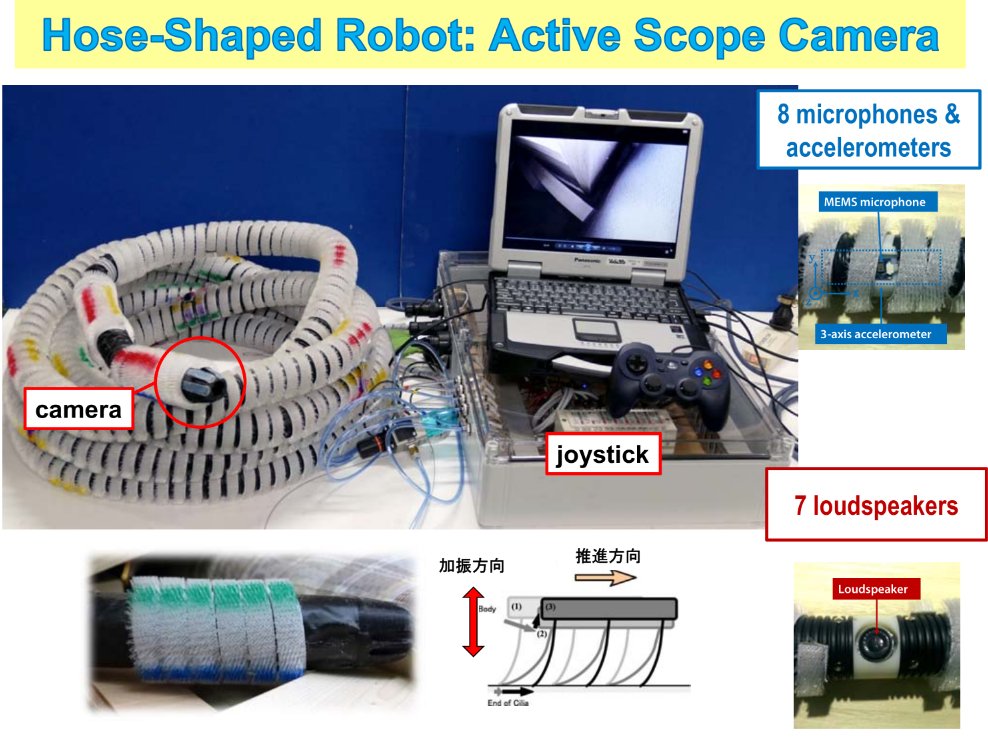 Hose-Shaped Robot: Active Scope Camera
8 microphones &
accelerometers
MEMS microphone
y
x
z
3-axis accelerometer
Panasonic
camera
joystick
7 loudspeakers
加振方向
推進方向
Body
(1)
(3)
(2)
End of Cilia
Loudspeaker